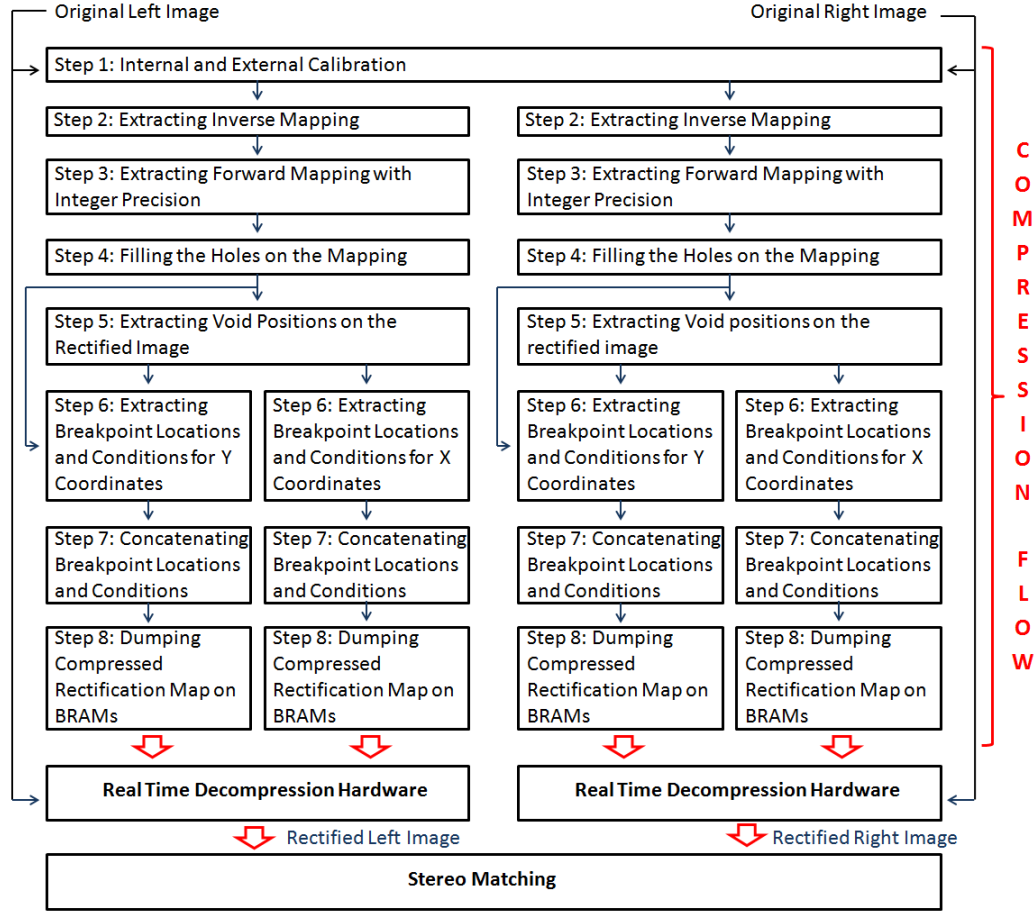 Original Left Image
Original Right Image
Step 1: Internal and External Calibration
Step 2: Extracting Inverse Mapping
Step 2: Extracting Inverse Mapping
Step 3: Extracting Forward Mapping with
Integer Precision
Step 3: Extracting Forward Mapping with
Integer Precision
Step 4: Filling the Holes on the Mapping
Step 4: Filling the Holes on the Mapping
Step 5: Extracting Void Positions on the
Rectified Image
Step 5: Extracting Void positions on the
rectified image
Step 6: Extracting
Breakpoint Locations
and Conditions for Y
Coordinates
Step 6: Extracting
Breakpoint Locations
and Conditions for X
Coordinates
Step 6: Extracting
Breakpoint Locations
and Conditions for Y
Coordinates
Step 6: Extracting
Breakpoint Locations
and Conditions for X
Coordinates
Step 7: Concatenating
Breakpoint Locations
and Conditions
Step 7: Concatenating
Breakpoint Locations
and Conditions
Step 7: Concatenating
Breakpoint Locations
and Conditions
Step 7: Concatenating
Breakpoint Locations
and Conditions
Step 8: Dumping
Compressed
Rectification Map on
BRAMs
Step 8: Dumping
Compressed
Rectification Map on
BRAMs
Step 8: Dumping
Compressed
Rectification Map on
BRAMs
Step 8: Dumping
Compressed
Rectification Map on
BRAMs
Real Time Decompression Hardware
Real Time Decompression Hardware
Rectified Left Image
Rectified Right Image
Stereo Matching
COMPRESSION FLOW